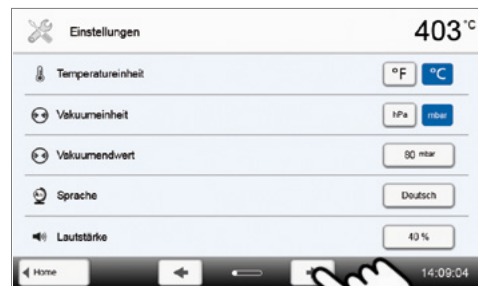 Einstellungen 403 °C
Temperatureinheit °F °C
Vakuumeinheit hPa mbar
Vakuumendwert 80 mbar
Sprache Deutsch
Lautstärke 40 %
Home 14:09:04